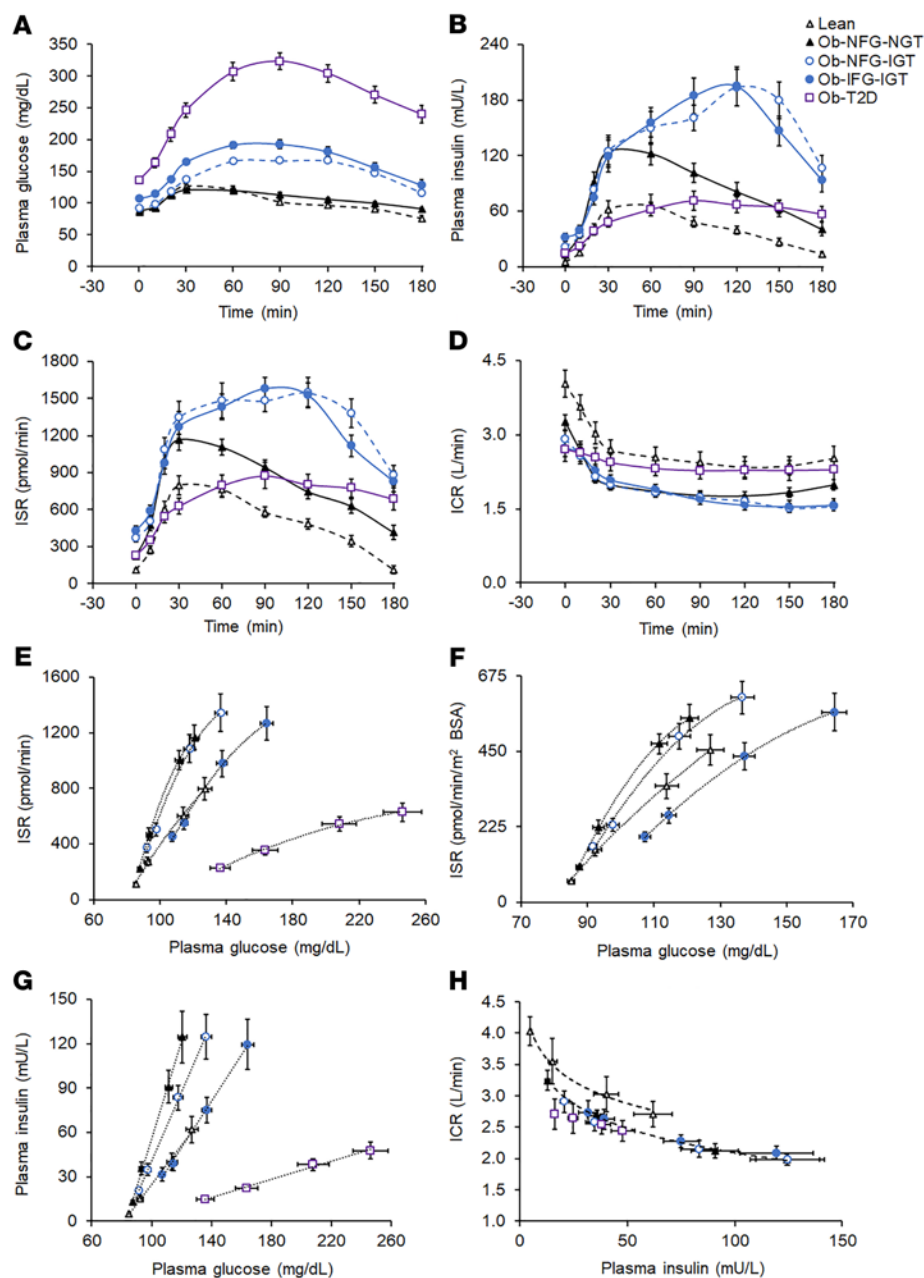 A
350
300
250
200
150
100
50
0
-30 0 30 60 90 120 150 180
Plasma glucose (mg/dL)
Time (min)
B
240
180
120
60
0
-30 0 30 60 90 120 150 180
Plasma insulin (mU/L)
Time (min)
Lean
Ob-NFG-NGT
Ob-NFG-IGT
Ob-IFG-IGT
Ob-T2D
C
1800
1500
1200
900
600
300
0
-30 0 30 60 90 120 150 180
ISR (pmol/min)
Time (min)
D
4.5
3.0
1.5
0.0
-30 0 30 60 90 120 150 180
ICR (L/min)
Time (min)
E
1600
1200
800
400
0
60 100 140 180 220 260
ISR (pmol/min)
Plasma glucose (mg/dL)
F
675
450
225
0
70 90 110 130 150 170
ISR (pmol/min/m² BSA)
Plasma glucose (mg/dL)
G
150
120
90
60
30
0
60 100 140 180 220 260
Plasma insulin (mU/L)
Plasma glucose (mg/dL)
H
4.5
4.0
3.5
3.0
2.5
2.0
1.5
1.0
0 50 100 150
ICR (L/min)
Plasma insulin (mU/L)